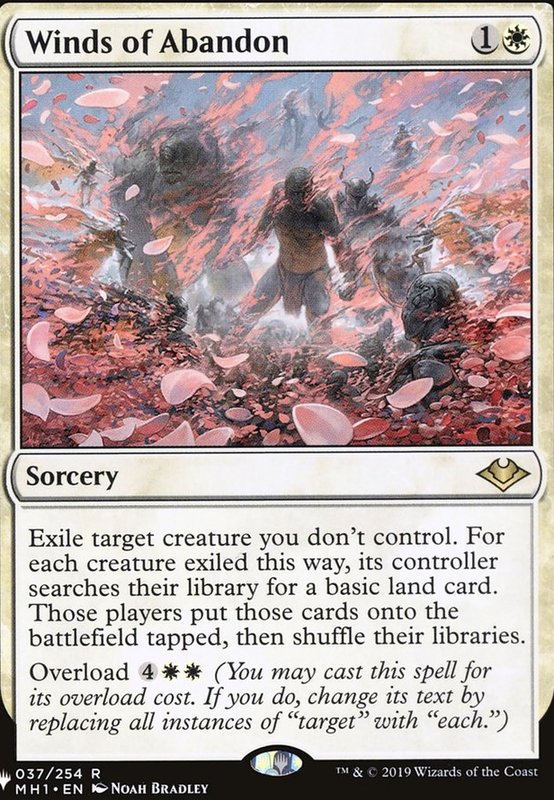 Winds of Abandon 1
Sorcery
Exile target creature you don't control. For
each creature exiled this way, its controller
searches their library for a basic land card.
Those players put those cards onto the
battlefield tapped, then shuffle their libraries.
Overload 4 (You may cast this spell for
its overload cost. If you do, change its text by
replacing all instances of “target” with “each.”)
037/254 R
MH1 • EN Noah Bradley
™ & © 2019 Wizards of the Coast